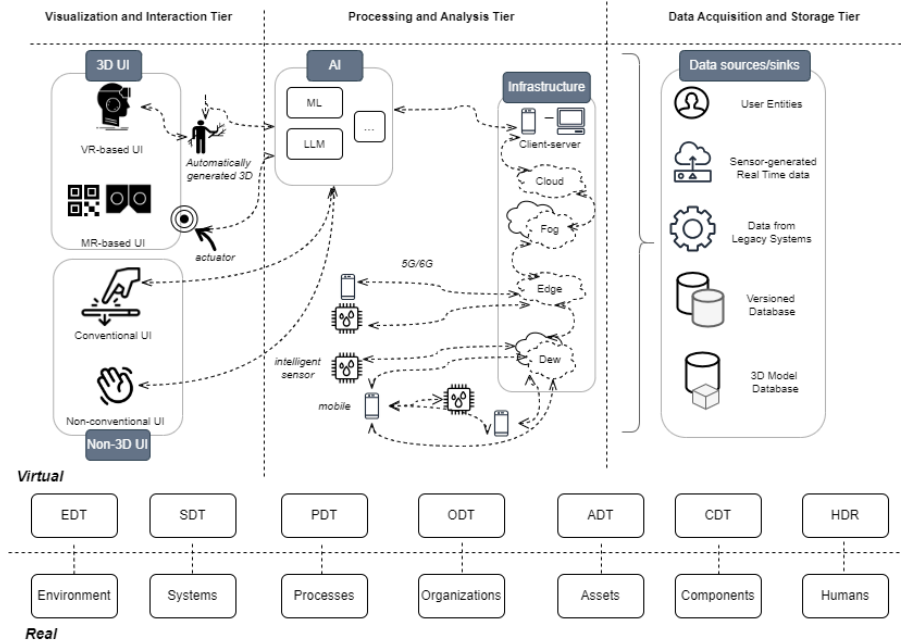 Visualization and Interaction Tier
Processing and Analysis Tier
Data Acquisition and Storage Tier
3D UI
VR-based UI
Automatically
generated 3D
MR-based UI
actuator
Conventional UI
Non-conventional UI
Non-3D UI
AI
ML
LLM
...
Infrastructure
Client-server
Cloud
Fog
5G/6G
Edge
intelligent
sensor
Dew
mobile
Data sources/sinks
User Entities
Sensor-generated
Real Time data
Data from
Legacy Systems
Versioned
Database
3D Model
Database
Virtual
EDT
SDT
PDT
ODT
ADT
CDT
HDR
Environment
Systems
Processes
Organizations
Assets
Components
Humans
Real